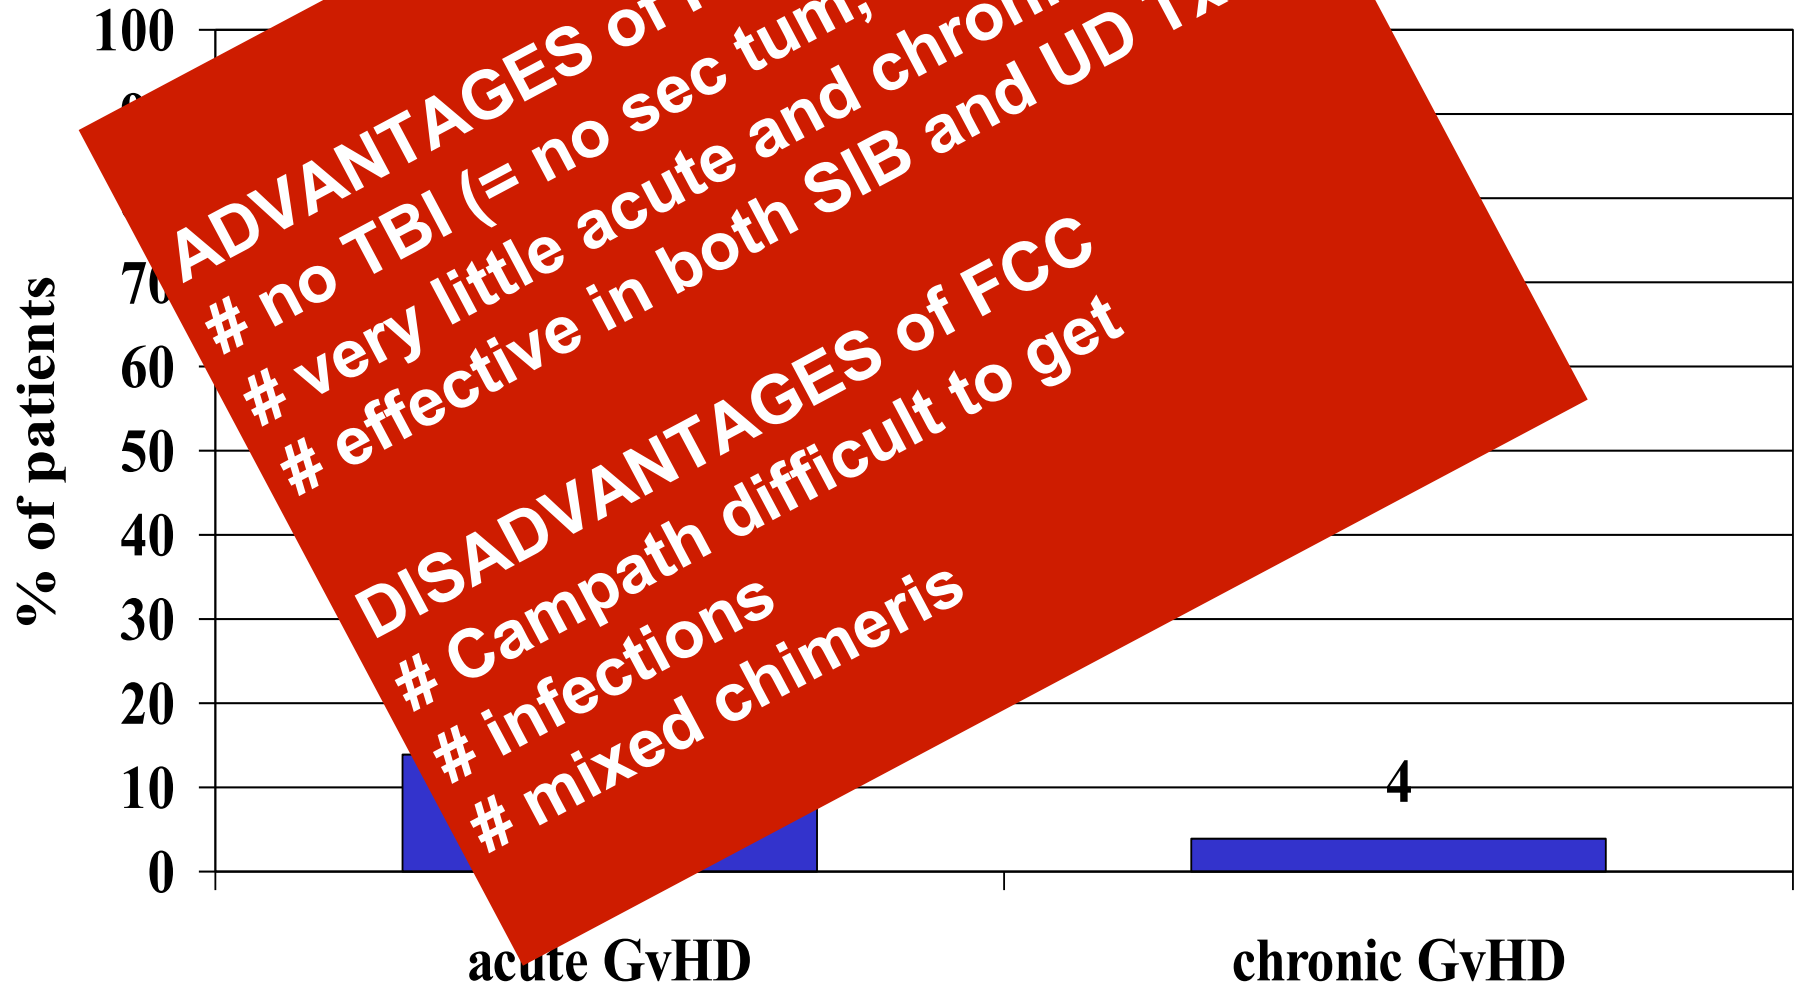 100
70
60
50
40
30
20
10
0
% of patients
ADVANTAGES of
# no TBI (= no sec tum,
# very little acute and
# effective in both SIB and UD
DISADVANTAGES of FCC
# Campath difficult to get
# infections
# mixed chimeris
4
acute GvHD
chronic GvHD